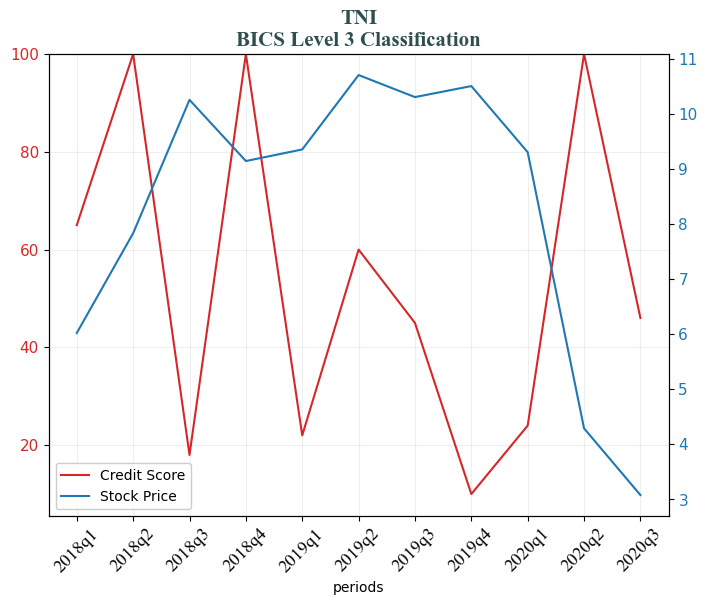 TNI
BICS Level 3 Classification
100
80
60
40
20
11
10
9
8
7
6
5
4
3
Credit Score
Stock Price
2018q1
2018q2
2018q3
2018q4
2019q1
2019q2
2019q3
2019q4
2020q1
2020q2
2020q3
periods